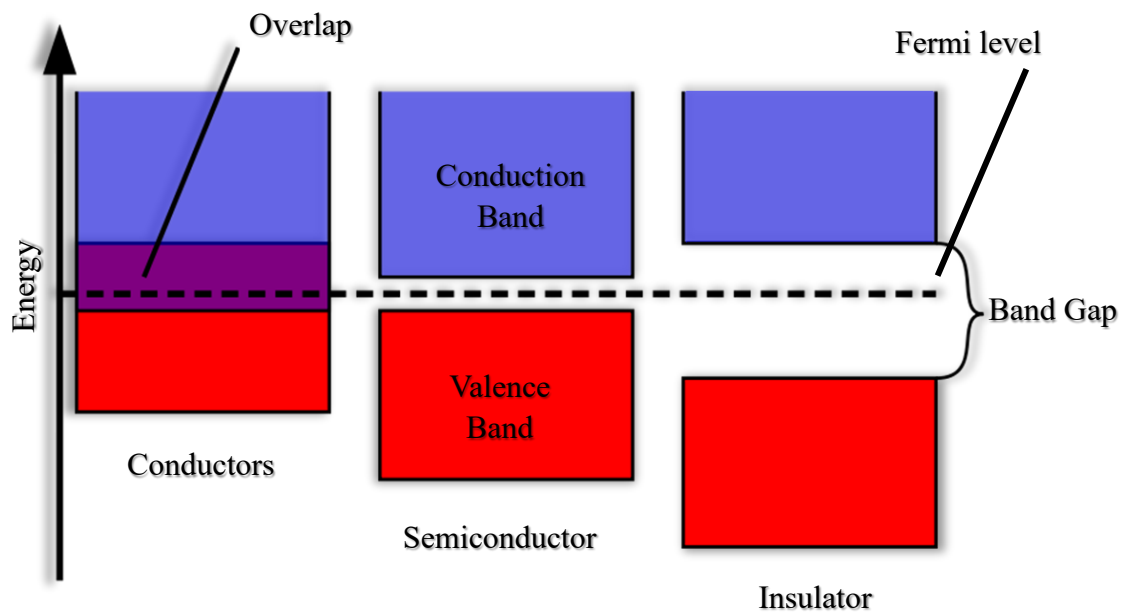 Overlap
Fermi level
Conduction
Band
Energy
Band Gap
Valence
Band
Conductors
Semiconductor
Insulator